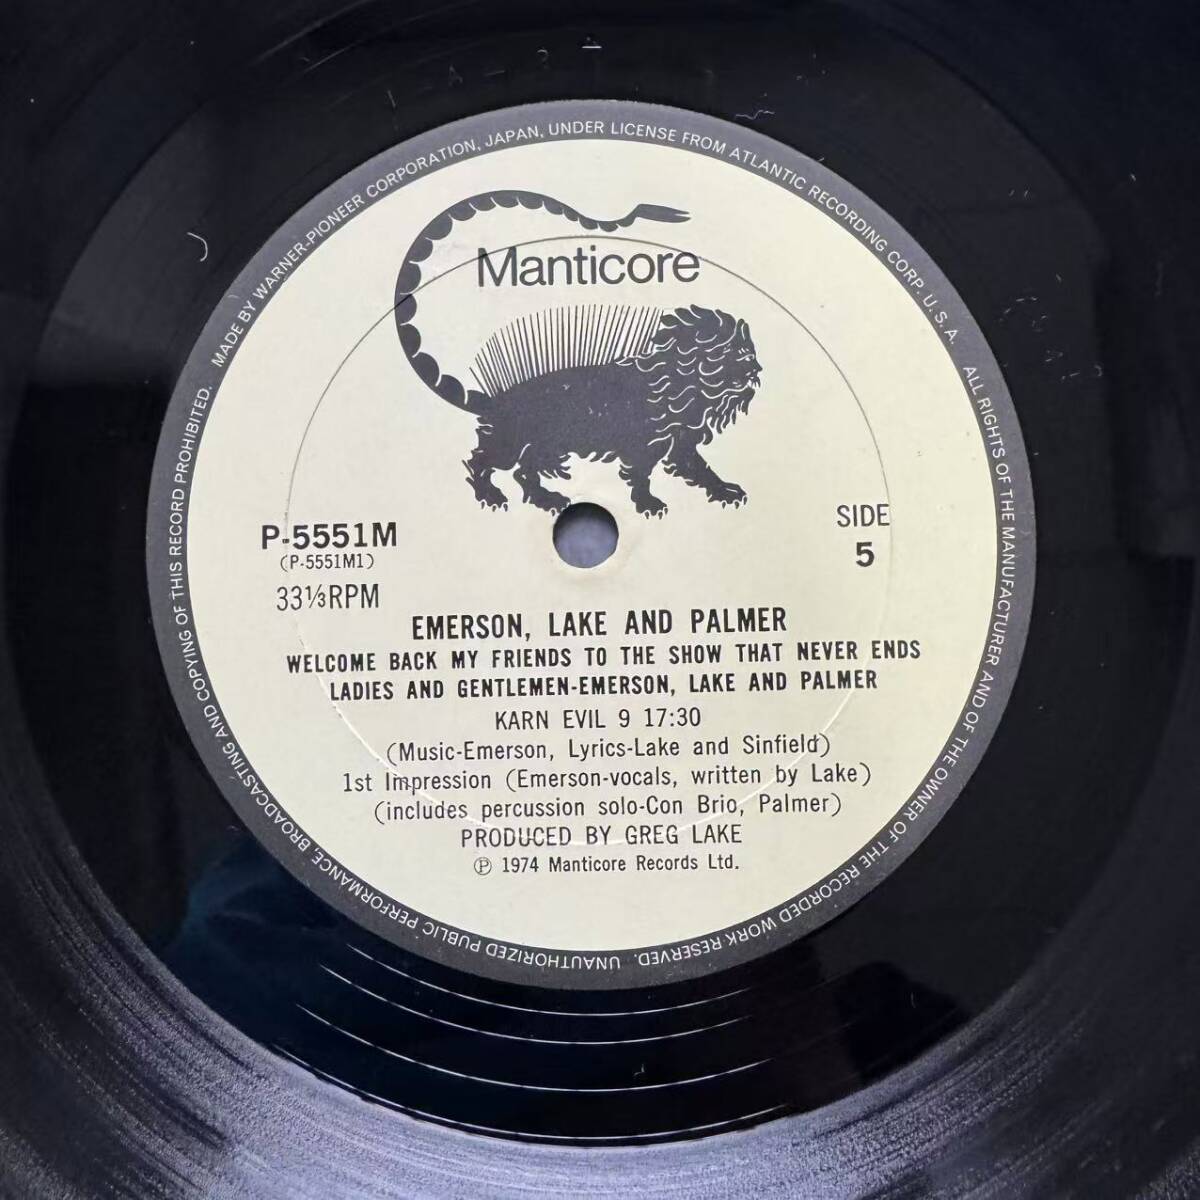 MADE BY WARNER-PIONEER CORPORATION, JAPAN, UNDER LICENSE FROM ATLANTIC RECORDING CORP. U.S.A. ALL RIGHTS OF THE MANUFACTURER AND OF THE OWNER OF THE RECORDED WORK RESERVED. UNAUTHORIZED PUBLIC PERFORMANCE, BROADCASTING AND COPYING OF THIS RECORD PROHIBITED.
Manticore
P-5551M
(P-5551M1)
33⅓RPM
SIDE
5
EMERSON, LAKE AND PALMER
WELCOME BACK MY FRIENDS TO THE SHOW THAT NEVER ENDS
LADIES AND GENTLEMEN-EMERSON, LAKE AND PALMER
KARN EVIL 9 17:30
(Music-Emerson, Lyrics-Lake and Sinfield)
1st Impression (Emerson-vocals, written by Lake)
(includes percussion solo-Con Brio, Palmer)
PRODUCED BY GREG LAKE
℗ 1974 Manticore Records Ltd.